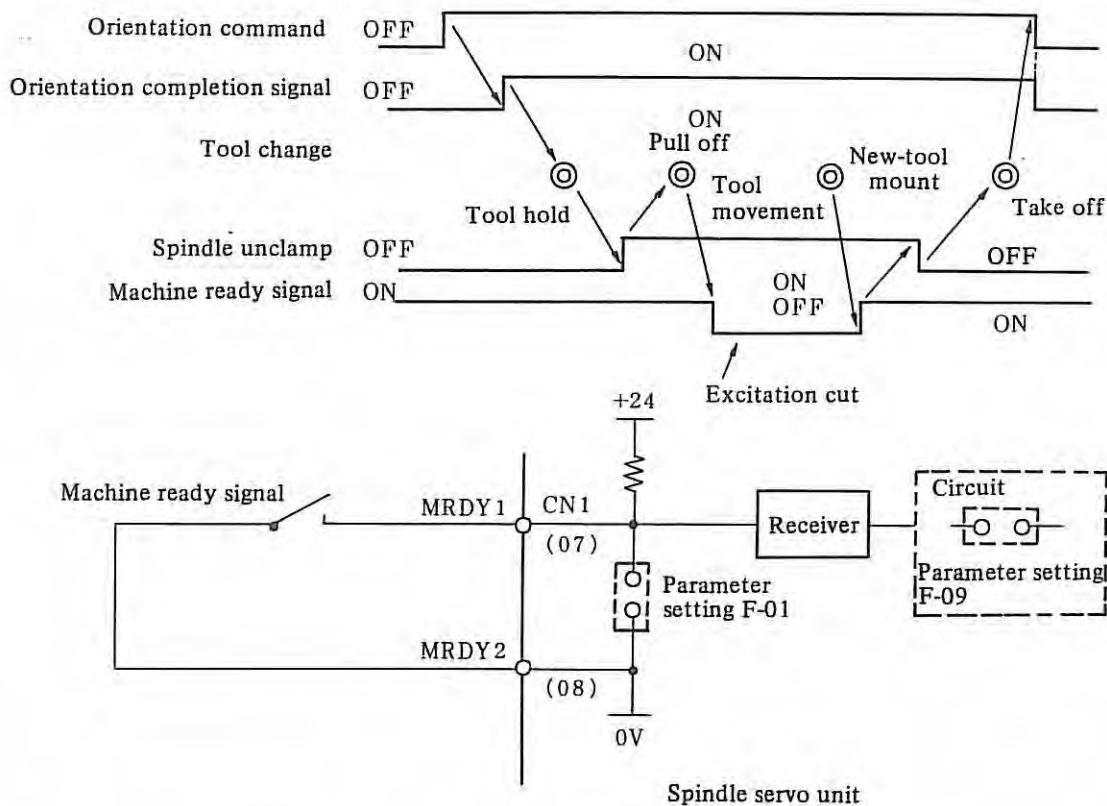 Orientation command OFF
ON
Orientation completion signal OFF
ON
Tool change
Pull off
New-tool
mount
Tool hold
Tool
movement
Take off
Spindle unclamp OFF
OFF
Machine ready signal ON
ON
OFF
ON
Excitation cut
+24
Machine ready signal
MRDY1
CN1
(07)
Receiver
Circuit
Parameter setting
F-09
Parameter
setting F-01
MRDY2
(08)
0V
Spindle servo unit